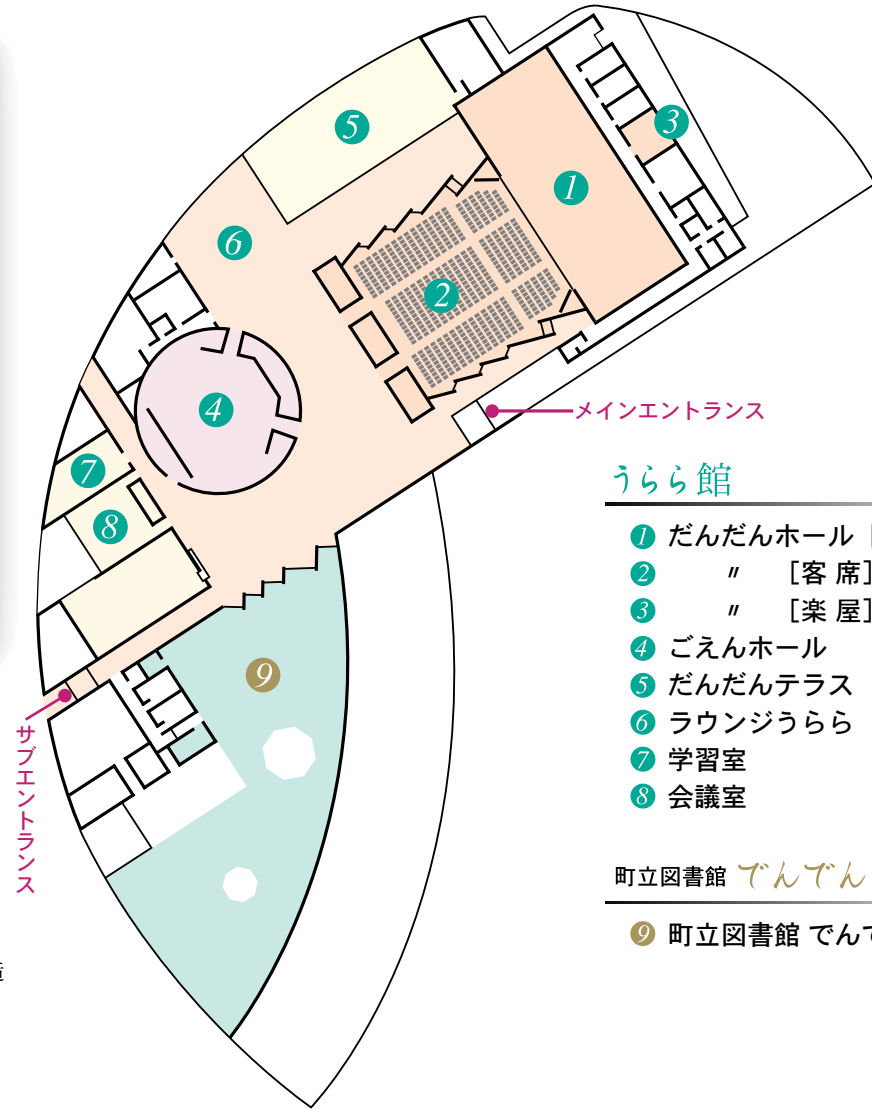 5
3
1
6
2
4
メインエントランス
7
8
9
サブエントランス
うらら館
1 だんだんホール［
2 〃 ［客 席］
3 〃 ［楽 屋］
4 ごえんホール
5 だんだんテラス
6 ラウンジうらら
7 学習室
8 会議室
町立図書館 でんでん
9 町立図書館 でんで